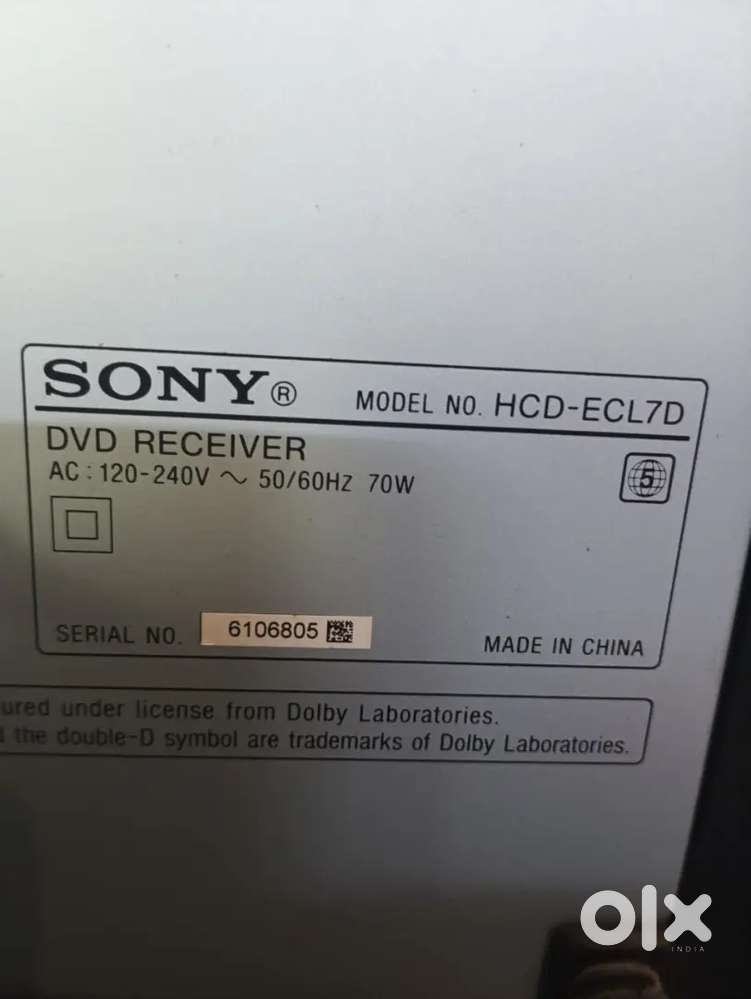 SONY® MODEL NO. HCD-ECL7D
DVD RECEIVER
AC : 120-240V ~ 50/60Hz 70W
5
SERIAL NO. 6106805
MADE IN CHINA
ured under license from Dolby Laboratories.
the double-D symbol are trademarks of Dolby Laboratories.
olx
INDIA